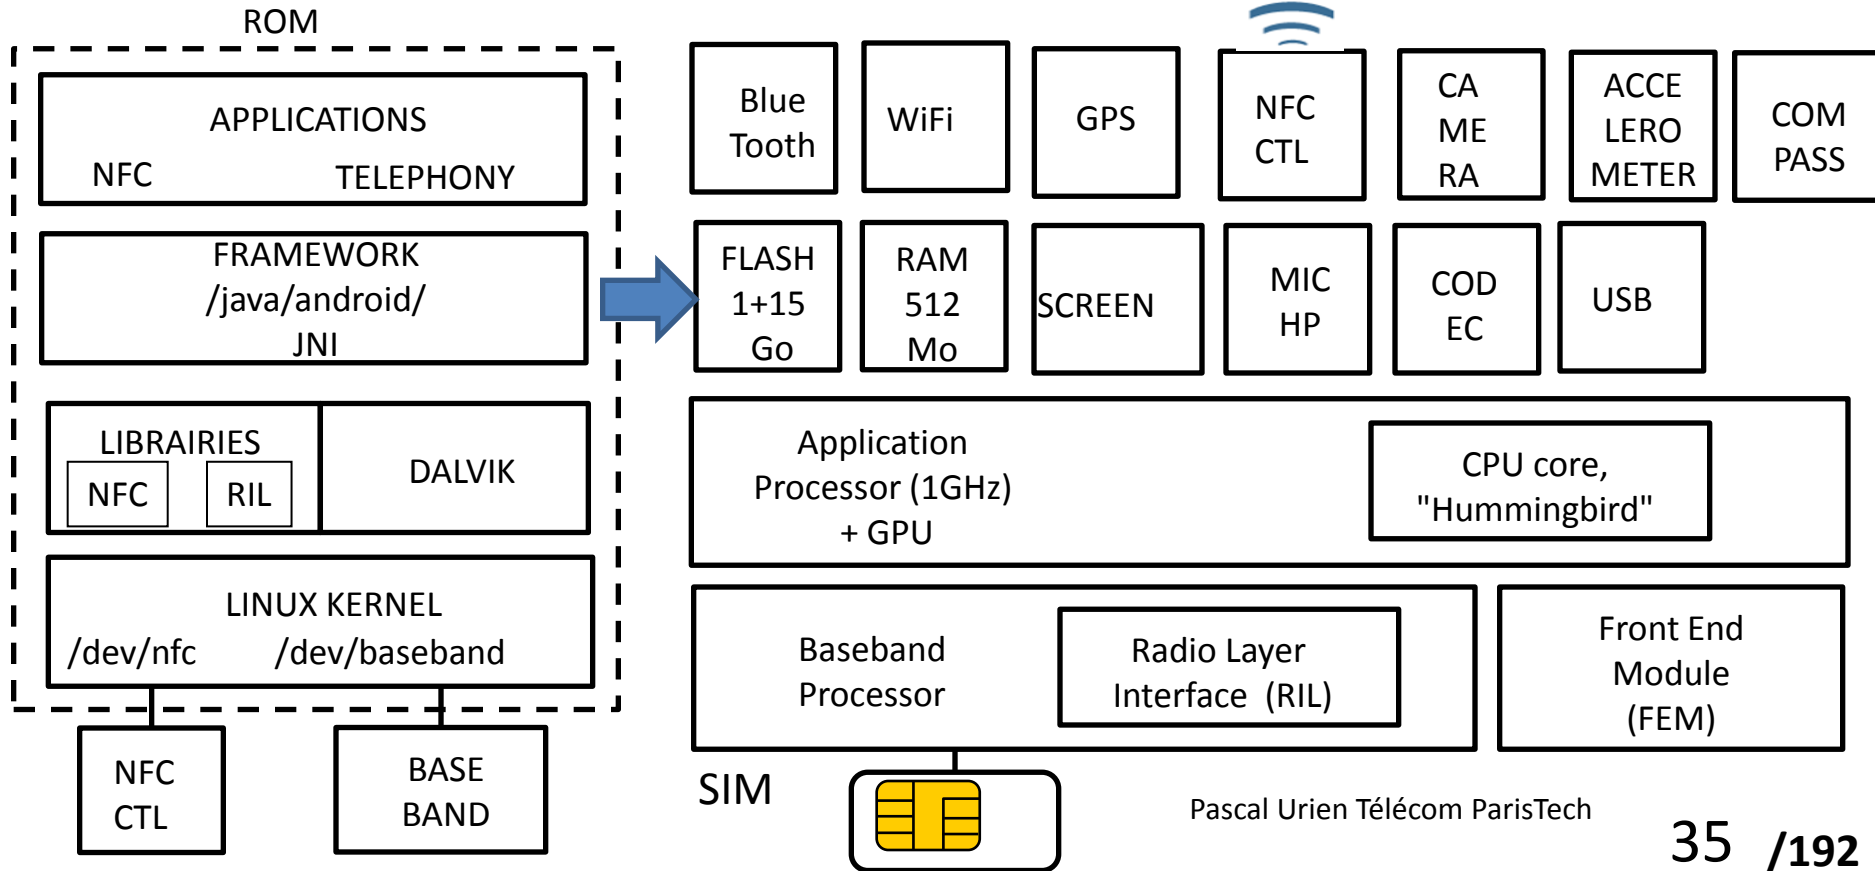 ROM
APPLICATIONS
NFC
TELEPHONY
FRAMEWORK
/java/android/
JNI
LIBRAIRIES
NFC
RIL
DALVIK
LINUX KERNEL
/dev/nfc
/dev/baseband
NFC
CTL
BASE
BAND
Blue
Tooth
WiFi
GPS
NFC
CTL
CA
ME
RA
ACCE
LERO
METER
COM
PASS
FLASH
1+15
Go
RAM
512
Mo
SCREEN
MIC
HP
COD
EC
USB
Application
Processor (1GHz)
+ GPU
CPU core,
"Hummingbird"
Baseband
Processor
Radio Layer
Interface (RIL)
Front End
Module
(FEM)
SIM
Pascal Urien Télécom ParisTech
35 /192